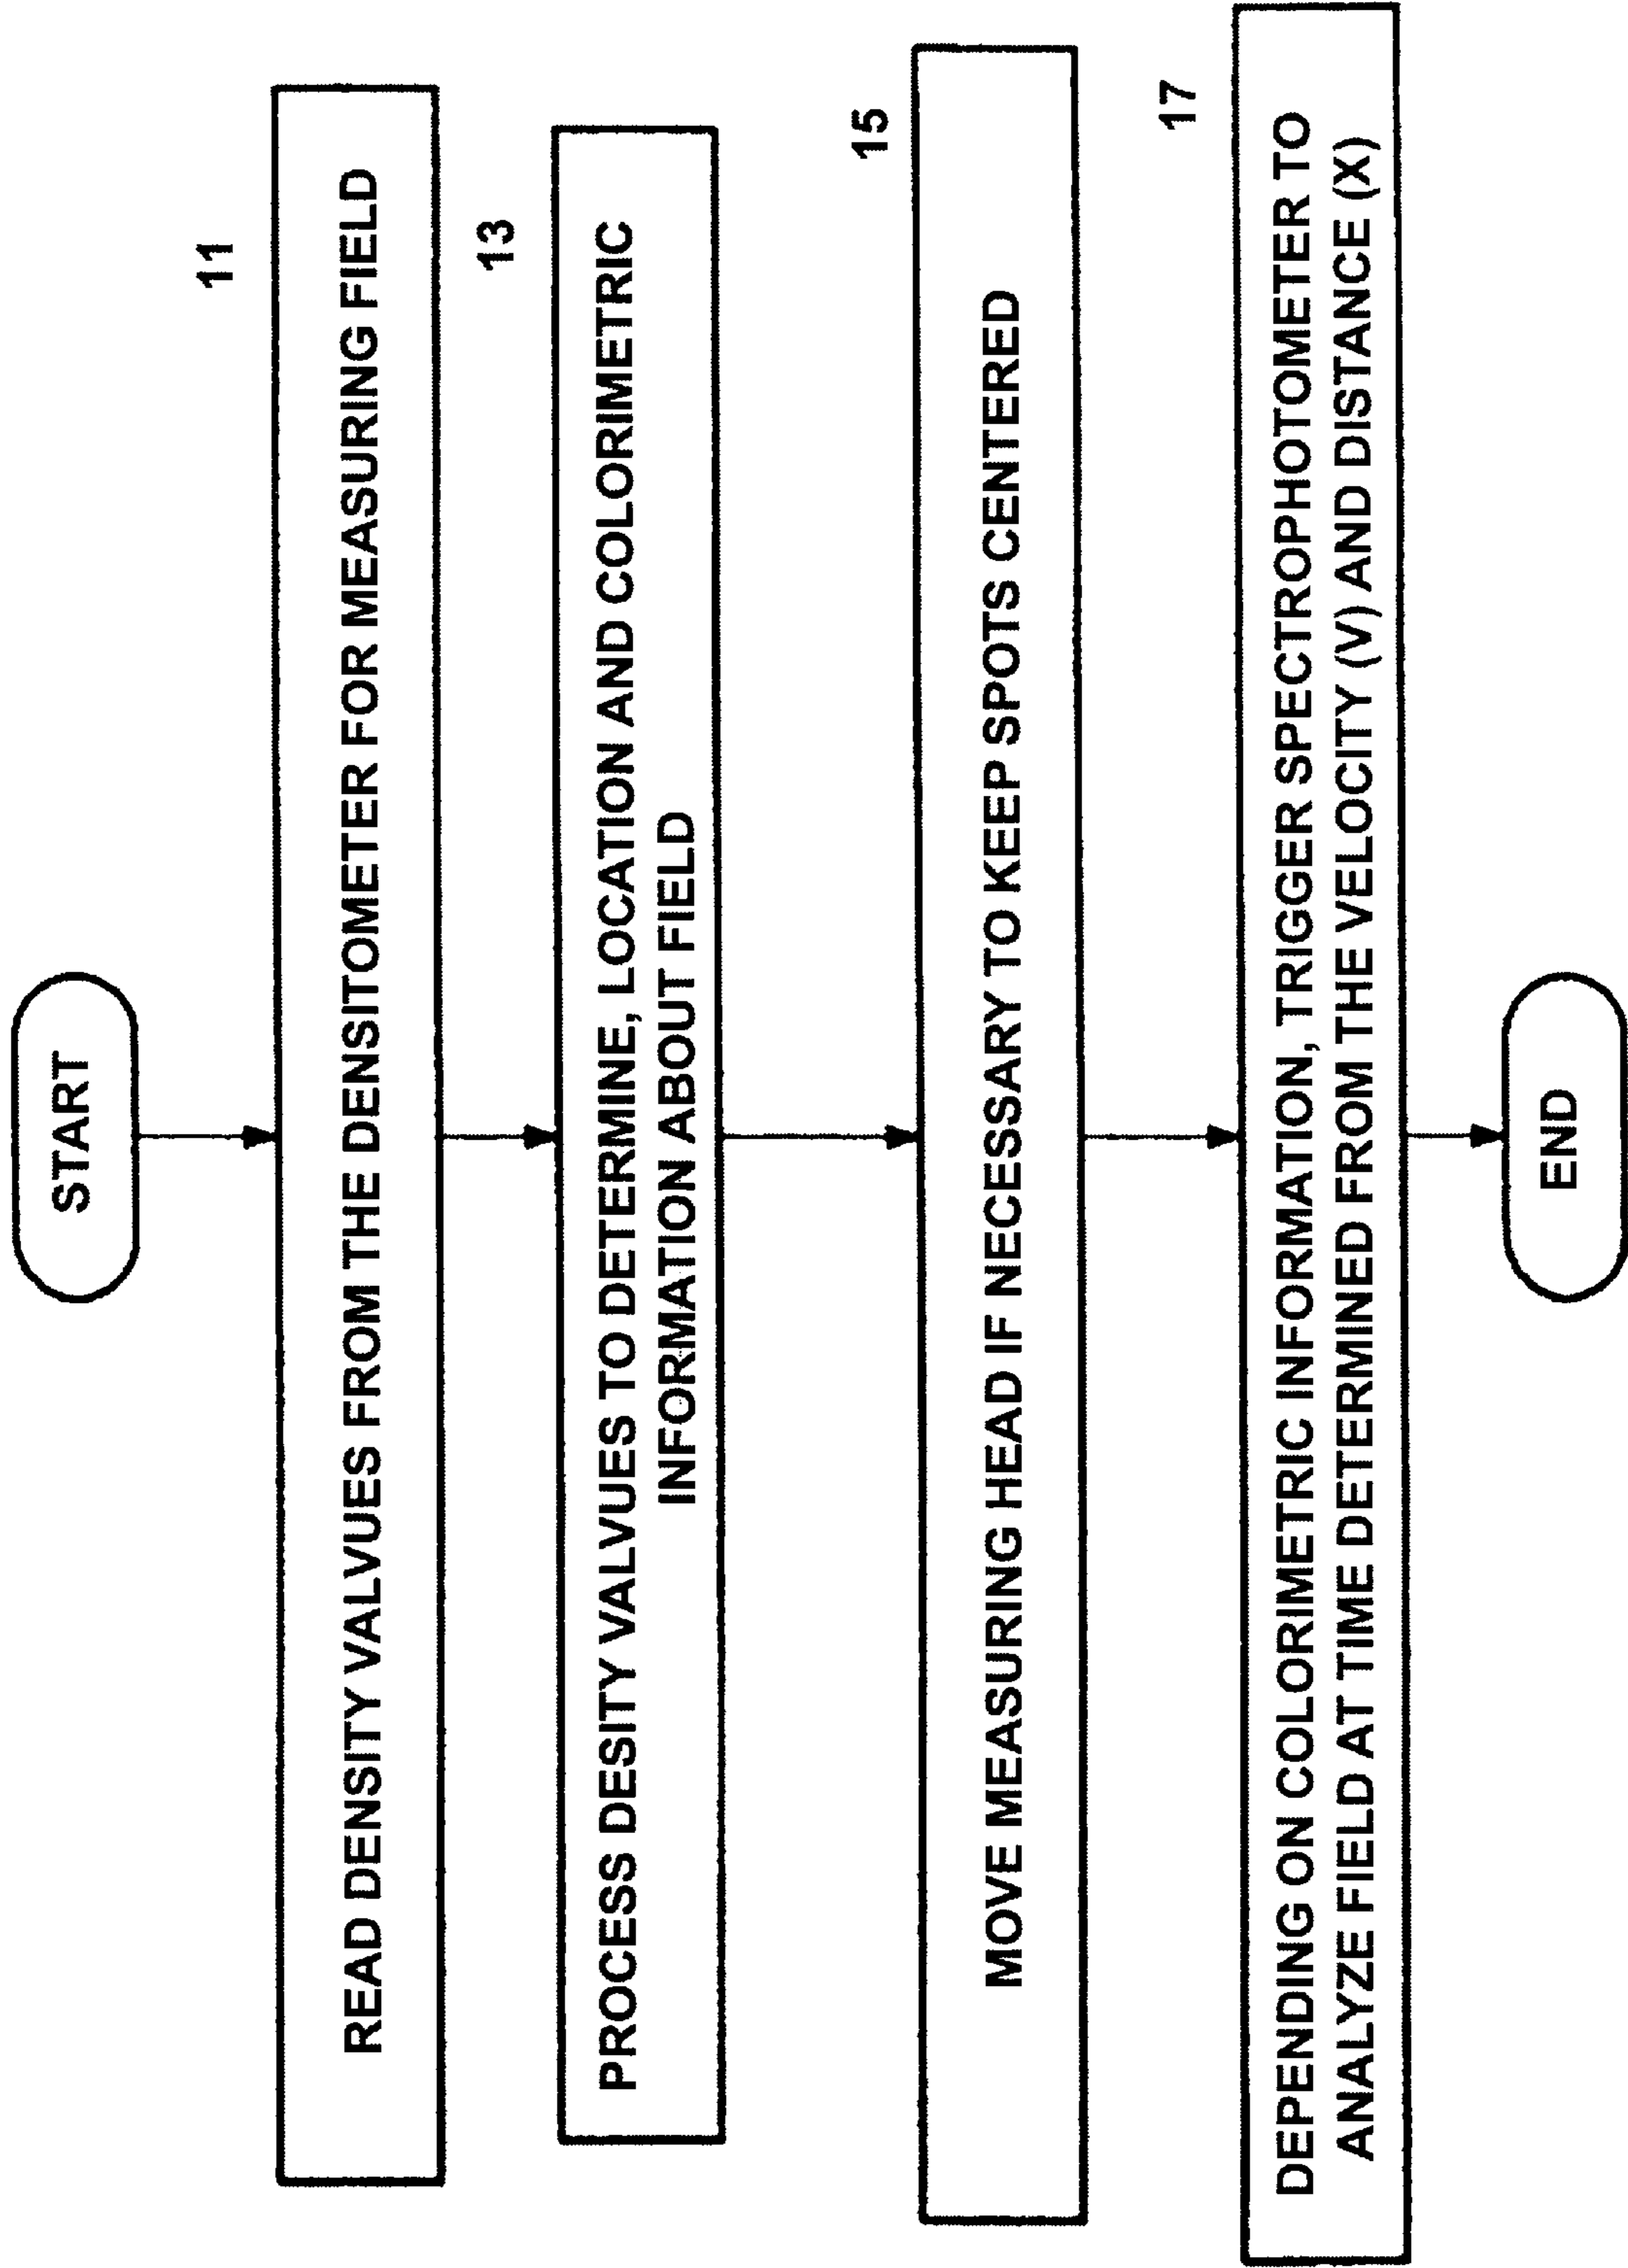 START
11
READ DENSITY VALVUES FROM THE DENSITOMETER FOR MEASURING FIELD
13
PROCESS DESITY VALVUES TO DETERMINE, LOCATION AND COLORIMETRIC
INFORMATION ABOUT FIELD
15
MOVE MEASURING HEAD IF NECESSARY TO KEEP SPOTS CENTERED
17
DEPENDING ON COLORIMETRIC INFORMATION, TRIGGER SPECTROPHOTOMETER TO
ANALYZE FIELD AT TIME DETERMINED FROM THE VELOCITY (V) AND DISTANCE (X)
END